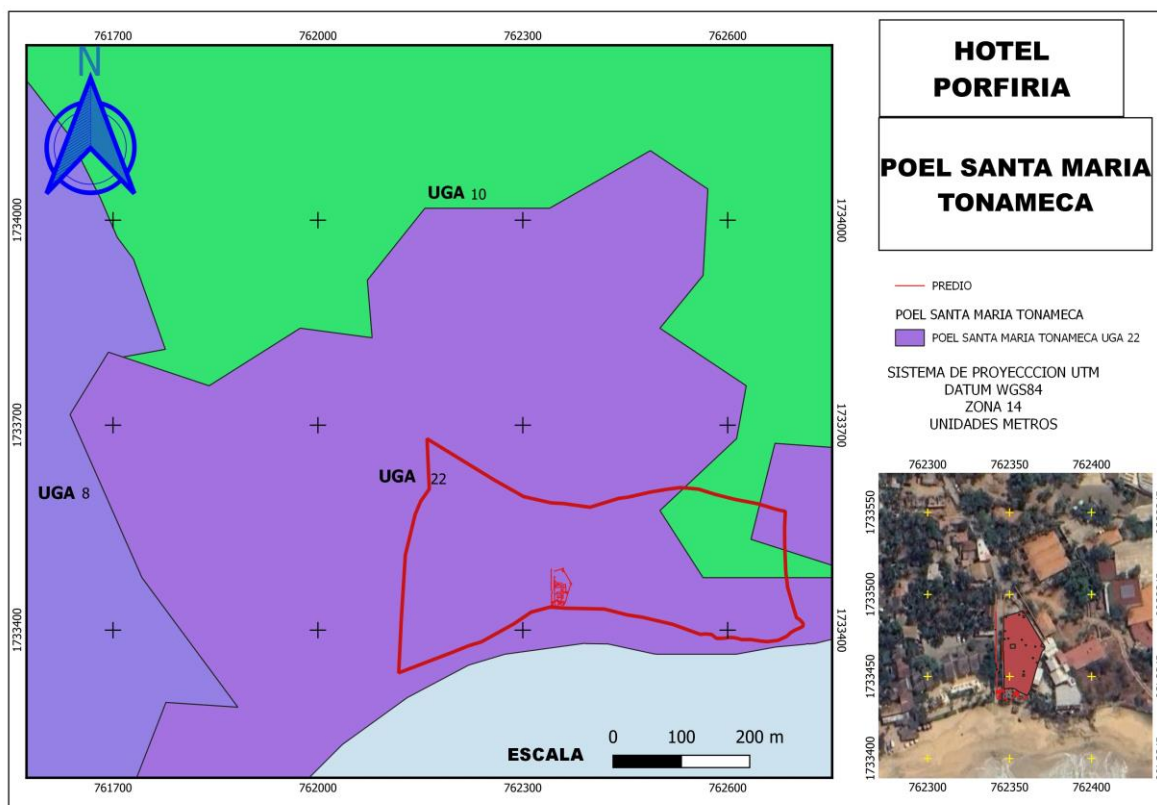 761700 762000 762300 762600
N
1734000
1733700
1733400
1734000
1733700
1733400
UGA 10
UGA 8
UGA 22
ESCALA
0 100 200 m
761700 762000 762300 762600
HOTEL
PORFIRIA
POEL SANTA MARIA
TONAMECA
PREDIO
POEL SANTA MARIA TONAMECA
POEL SANTA MARIA TONAMECA UGA 22
SISTEMA DE PROYECCCION UTM
DATUM WGS84
ZONA 14
UNIDADES METROS
762300 762350 762400
1733550
1733500
1733450
1733400
762300 762350 762400